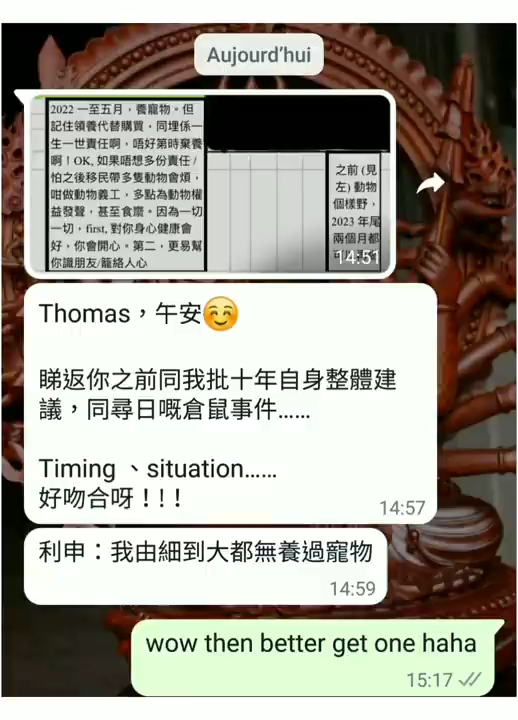 Aujourd'hui
2022 一至五月，養寵物。但
記住領養代替購買，同埋係一
生一世責任啊，唔好第時棄養
啊！OK, 如果唔想多份責任 /
怕之後移民帶多隻動物會煩，
咁做動物義工，多點為動物權
益發聲，甚至食齋。因為一切
一切，first, 對你身心健康會
好，你會開心。第二，更易幫
你識朋友/籠絡人心
之前 (見
左) 動物
個樣野，
2023 年尾
兩個月都
14:51
Thomas，午安😊
睇返你之前同我批十年自身整體建
議，同尋日嘅倉鼠事件......
Timing 、situation......
好吻合呀！!！
14:57
利申：我由細到大都無養過寵物
14:59
wow then better get one haha
15:17